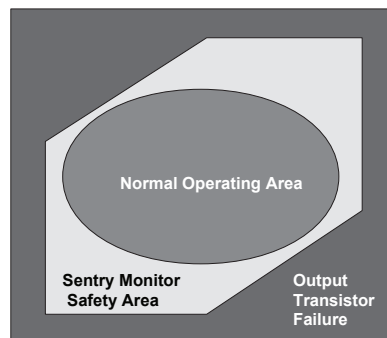 Normal Operating Area
Sentry Monitor
Safety Area
Output
Transistor
Failure